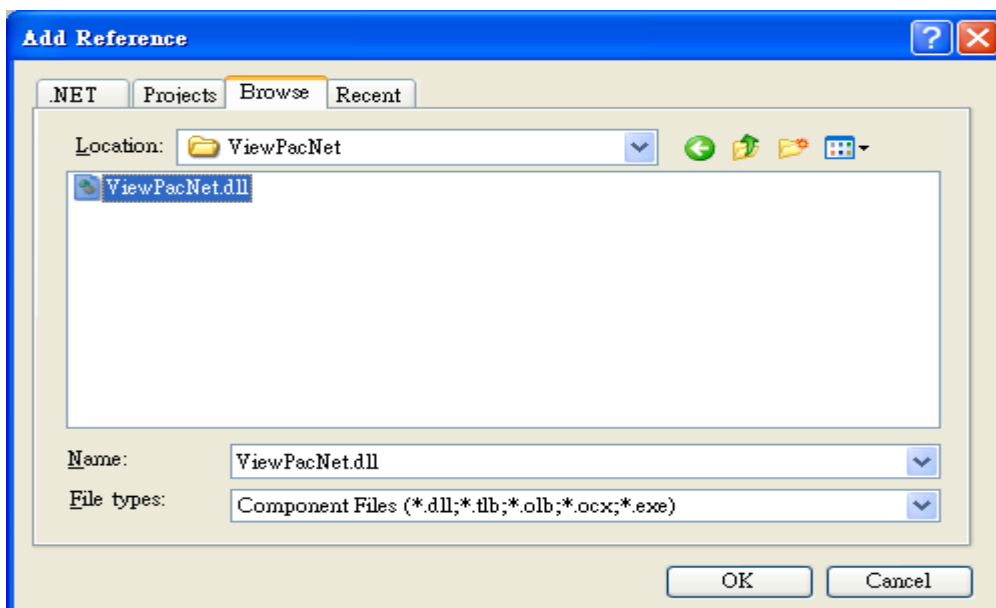 Add Reference
.NET Projects Browse Recent
Location: ViewPacNet
ViewPacNet.dll
Name: ViewPacNet.dll
File types: Component Files (*.dll;*.tlb;*.olb;*.ocx;*.exe)
OK Cancel